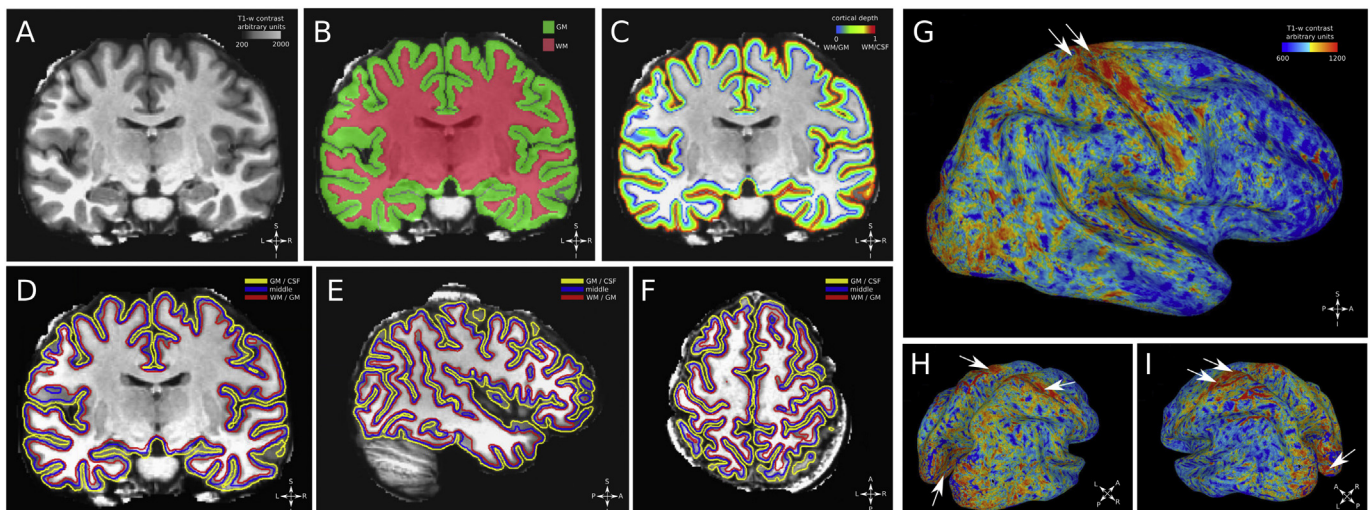 A
T1-w contrast
arbitrary units
200 2000
S
L R
I
B
GM
WM
S
L R
I
C
cortical depth
0 1
WM/GM WM/CSF
S
L R
I
D
GM / CSF
middle
WM / GM
S
L R
I
E
GM / CSF
middle
WM / GM
S
P A
I
F
GM / CSF
middle
WM / GM
A
L R
P
G
T1-w contrast
arbitrary units
600 1200
S
P A
I
H
L A
P R
I
A R
L P